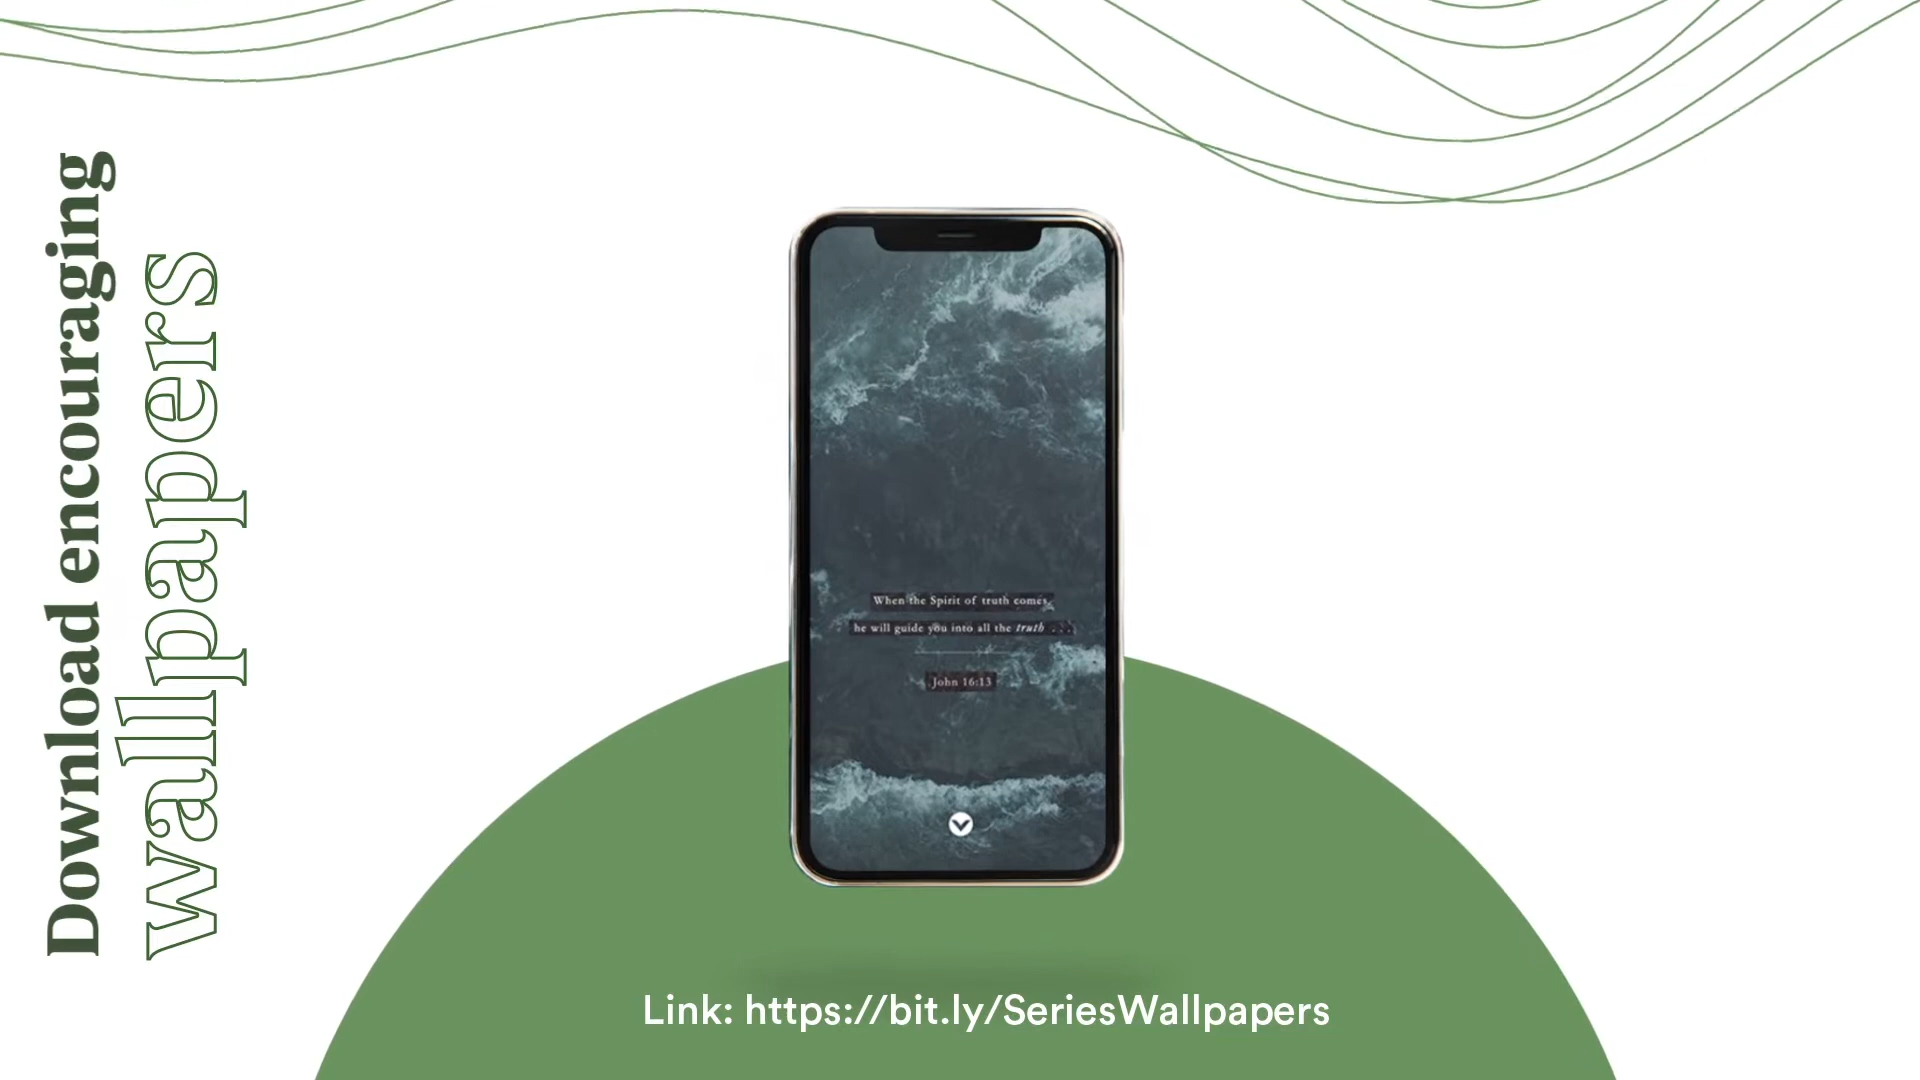 Download encouraging
wallpapers
When the Spirit of truth comes,
he will guide you into all the truth . . .
John 16:13
Link: https://bit.ly/SeriesWallpapers